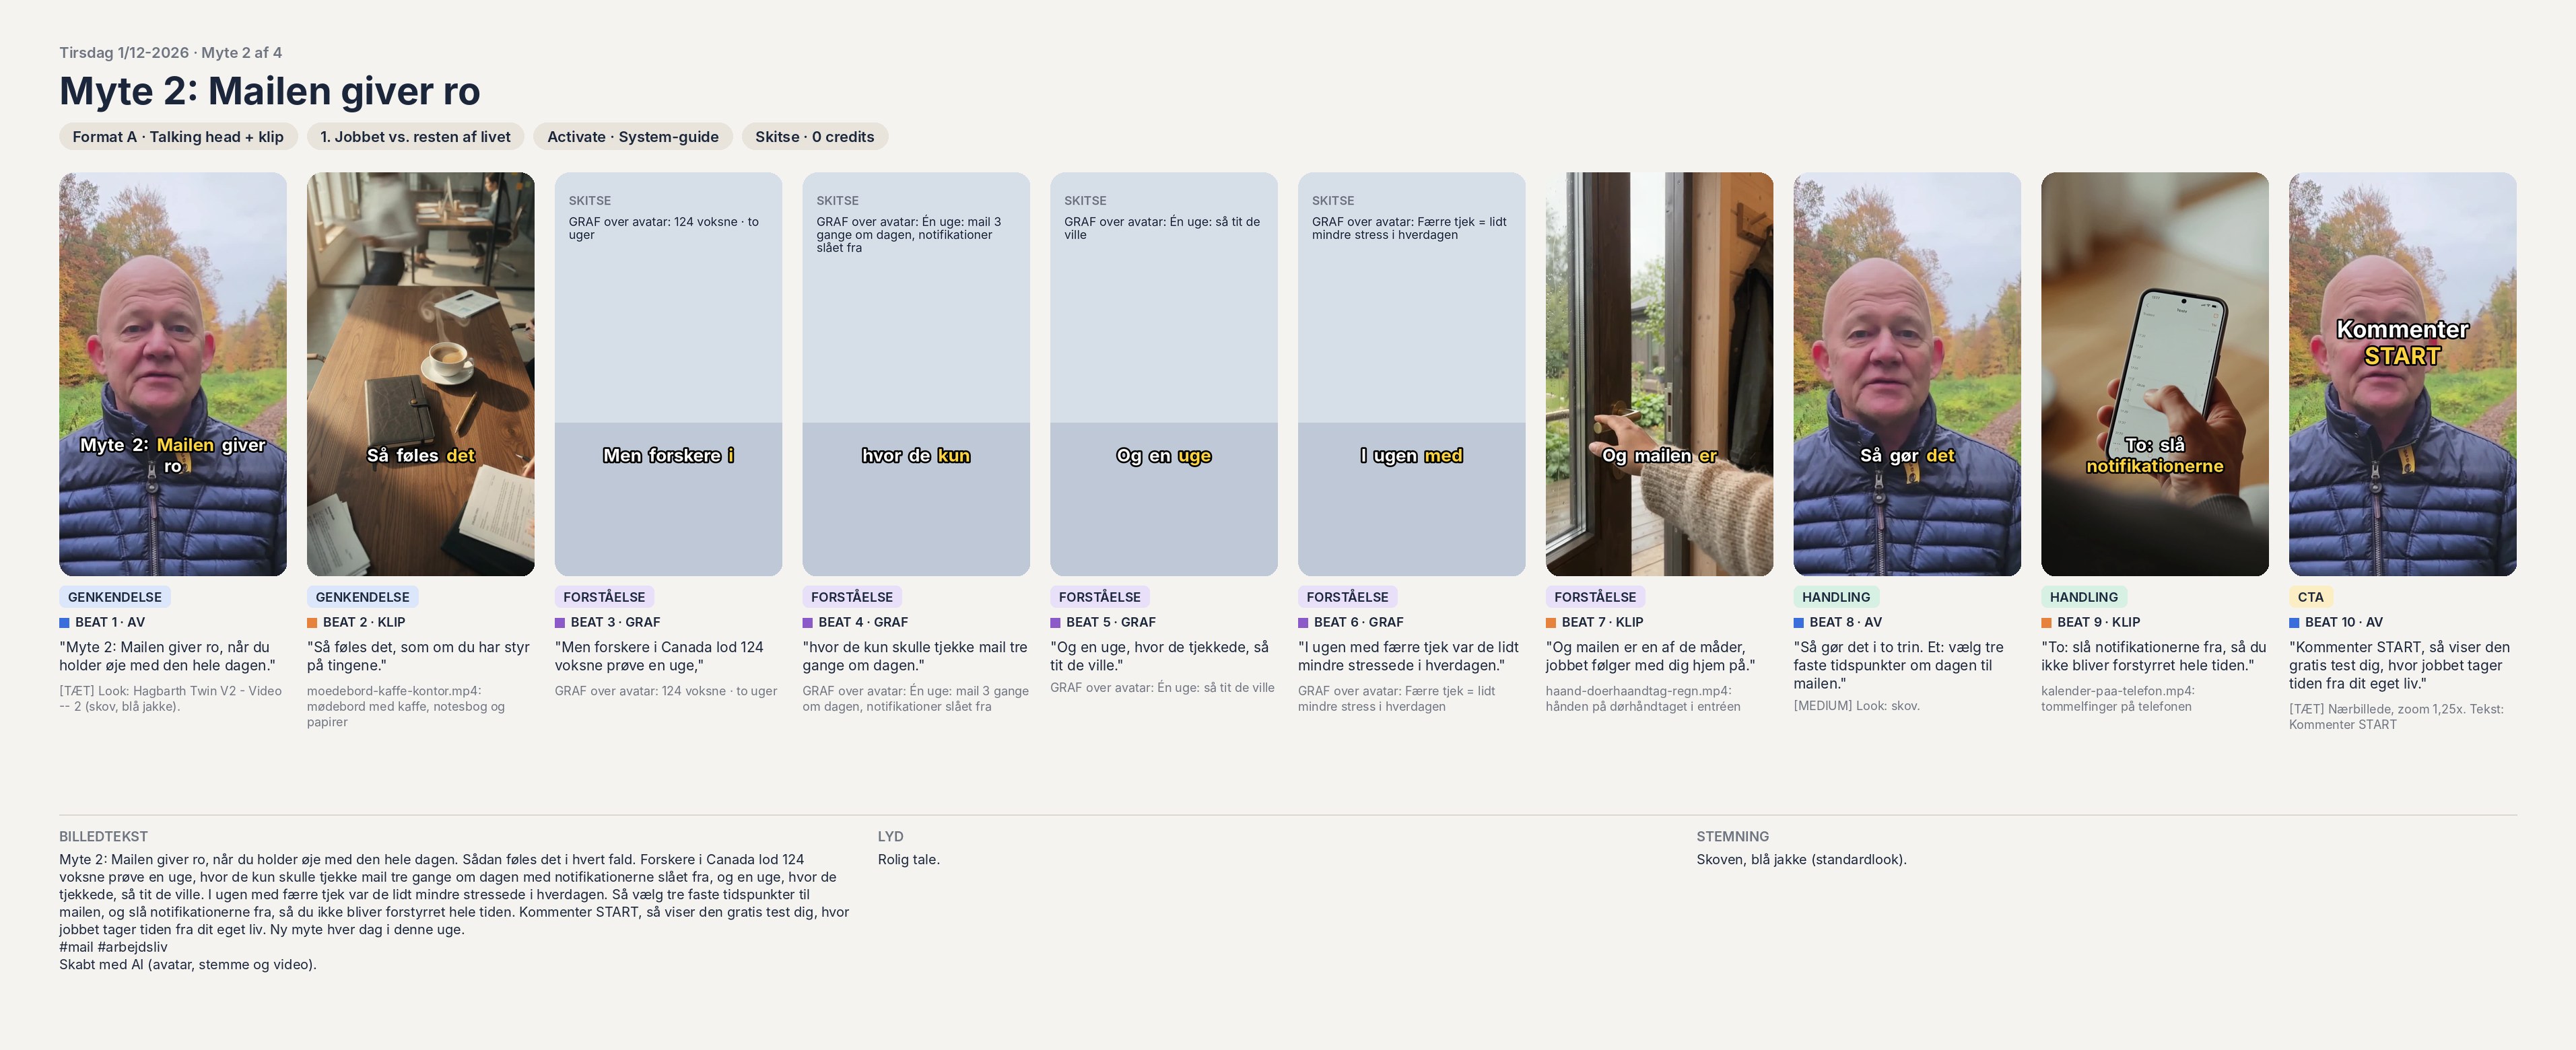 Tirsdag 1/12-2026 · Myte 2 af 4
Myte 2: Mailen giver ro
Format A · Talking head + klip
1. Jobbet vs. resten af livet
Activate · System-guide
Skitse · 0 credits
Myte 2: Mailen giver
ro
GENKENDELSE
BEAT 1 · AV
"Myte 2: Mailen giver ro, når du
holder øje med den hele dagen."
[TÆT] Look: Hagbarth Twin V2 - Video
-- 2 (skov, blå jakke).
Så føles det
GENKENDELSE
BEAT 2 · KLIP
"Så føles det, som om du har styr
på tingene."
moedebord-kaffe-kontor.mp4:
mødebord med kaffe, notesbog og
papirer
SKITSE
GRAF over avatar: 124 voksne · to
uger
Men forskere i
FORSTÅELSE
BEAT 3 · GRAF
"Men forskere i Canada lod 124
voksne prøve en uge,"
GRAF over avatar: 124 voksne · to uger
SKITSE
GRAF over avatar: Én uge: mail 3
gange om dagen, notifikationer
slået fra
hvor de kun
FORSTÅELSE
BEAT 4 · GRAF
"hvor de kun skulle tjekke mail tre
gange om dagen."
GRAF over avatar: Én uge: mail 3 gange
om dagen, notifikationer slået fra
SKITSE
GRAF over avatar: Én uge: så tit de
ville
Og en uge
FORSTÅELSE
BEAT 5 · GRAF
"Og en uge, hvor de tjekkede, så
tit de ville."
GRAF over avatar: Én uge: så tit de ville
SKITSE
GRAF over avatar: Færre tjek = lidt
mindre stress i hverdagen
I ugen med
FORSTÅELSE
BEAT 6 · GRAF
"I ugen med færre tjek var de lidt
mindre stressede i hverdagen."
GRAF over avatar: Færre tjek = lidt
mindre stress i hverdagen
Og mailen er
FORSTÅELSE
BEAT 7 · KLIP
"Og mailen er en af de måder,
jobbet følger med dig hjem på."
haand-doerhaandtag-regn.mp4:
hånden på dørhåndtaget i entréen
Så gør det
HANDLING
BEAT 8 · AV
"Så gør det i to trin. Et: vælg tre
faste tidspunkter om dagen til
mailen."
[MEDIUM] Look: skov.
To: slå
notifikationerne
HANDLING
BEAT 9 · KLIP
"To: slå notifikationerne fra, så du
ikke bliver forstyrret hele tiden."
kalender-paa-telefon.mp4:
tommelfinger på telefonen
Kommenter
START
CTA
BEAT 10 · AV
"Kommenter START, så viser den
gratis test dig, hvor jobbet tager
tiden fra dit eget liv."
[TÆT] Nærbillede, zoom 1,25x. Tekst:
Kommenter START
BILLEDTEKST
Myte 2: Mailen giver ro, når du holder øje med den hele dagen. Sådan føles det i hvert fald. Forskere i Canada lod 124
voksne prøve en uge, hvor de kun skulle tjekke mail tre gange om dagen med notifikationerne slået fra, og en uge, hvor de
tjekkede, så tit de ville. I ugen med færre tjek var de lidt mindre stressede i hverdagen. Så vælg tre faste tidspunkter til
mailen, og slå notifikationerne fra, så du ikke bliver forstyrret hele tiden. Kommenter START, så viser den gratis test dig, hvor
jobbet tager tiden fra dit eget liv. Ny myte hver dag i denne uge.
#mail #arbejdsliv
Skabt med AI (avatar, stemme og video).
LYD
Rolig tale.
STEMNING
Skoven, blå jakke (standardlook).